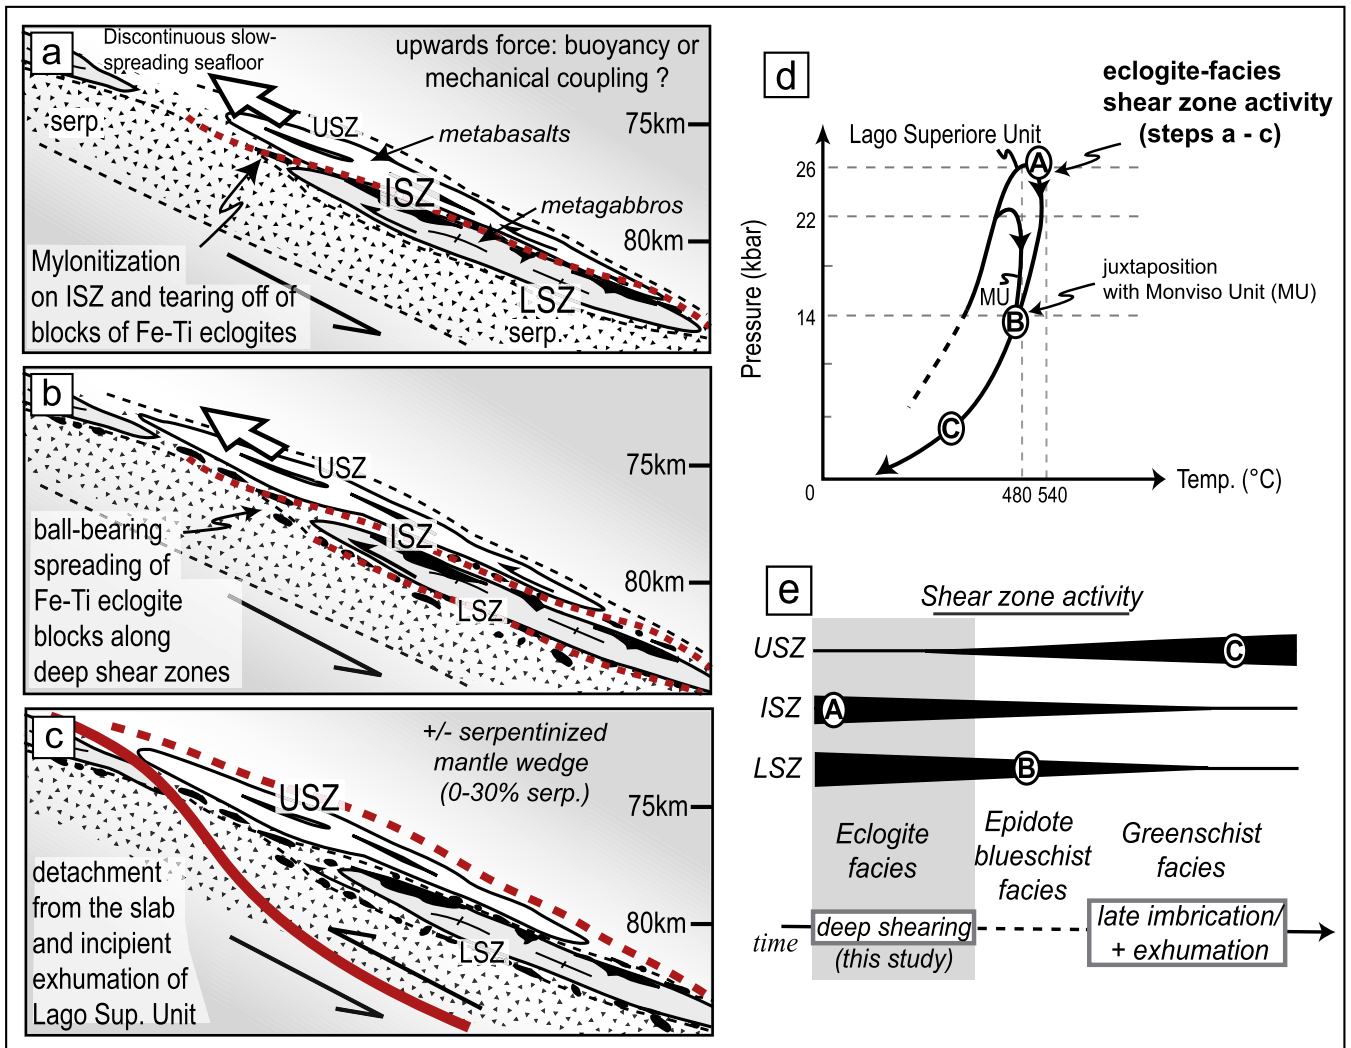 a
Discontinuous slow-
spreading seafloor
upwards force: buoyancy or
mechanical coupling ?
serp.
USZ
metabasalts
75km
ISZ
metagabbros
80km
Mylonitization
on ISZ and tearing off of
blocks of Fe-Ti eclogites
LSZ
serp.
b
USZ
75km
ISZ
ball-bearing
spreading of
Fe-Ti eclogite
blocks along
deep shear zones
80km
LSZ
c
+/- serpentinized
mantle wedge
(0-30% serp.)
USZ
75km
detachment
from the slab
and incipient
exhumation of
Lago Sup. Unit
80km
LSZ
d
eclogite-facies
shear zone activity
(steps a - c)
Lago Superiore Unit
A
26
22
14
0
Pressure (kbar)
MU
B
juxtaposition
with Monviso Unit (MU)
C
480 540
Temp. (°C)
e
Shear zone activity
USZ
C
ISZ
A
LSZ
B
Eclogite
facies
Epidote
blueschist
facies
Greenschist
facies
time
deep shearing
(this study)
late imbrication/
+ exhumation